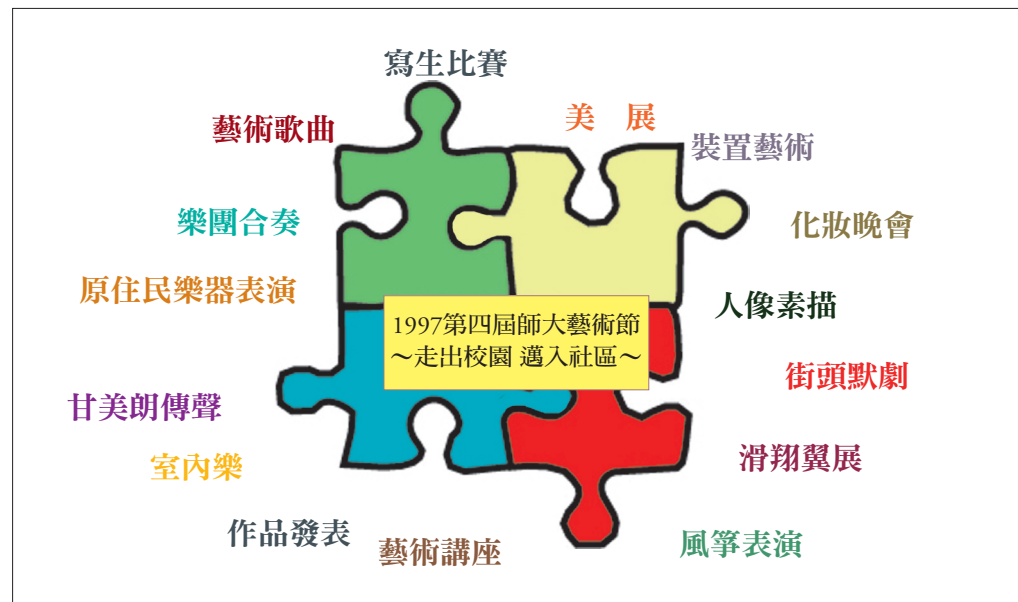 寫生比賽
美 展
藝術歌曲
裝置藝術
樂團合奏
化妝晚會
原住民樂器表演
人像素描
1997第四屆師大藝術節
～走出校園 邁入社區～
街頭默劇
甘美朗傳聲
滑翔翼展
室內樂
作品發表
藝術講座
風箏表演